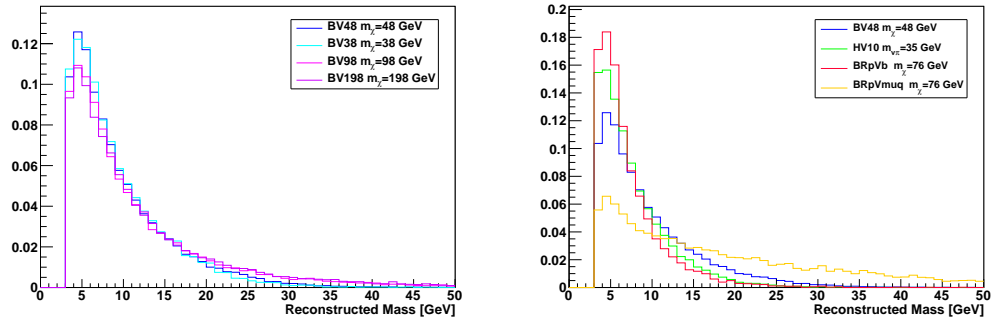 BV48 mχ=48 GeV
BV38 mχ=38 GeV
BV98 mχ=98 GeV
BV198 mχ=198 GeV
0.12
0.1
0.08
0.06
0.04
0.02
0
0 5 10 15 20 25 30 35 40 45 50
Reconstructed Mass [GeV]
BV48 mχ=48 GeV
HV10 mvπ=35 GeV
BRpVb mχ=76 GeV
BRpVmuq mχ=76 GeV
0.2
0.18
0.16
0.14
0.12
0.1
0.08
0.06
0.04
0.02
0
0 5 10 15 20 25 30 35 40 45 50
Reconstructed Mass [GeV]